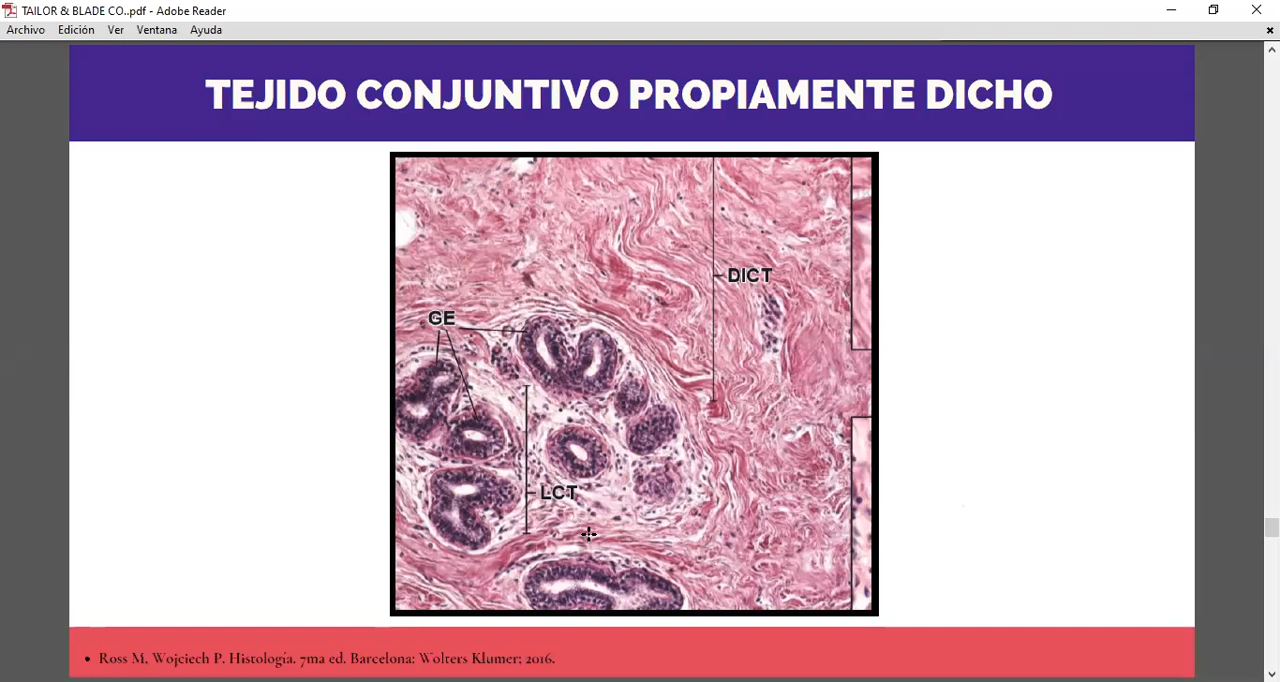 TAILOR & BLADE CO..pdf - Adobe Reader
Archivo Edición Ver Ventana Ayuda
TEJIDO CONJUNTIVO PROPIAMENTE DICHO
DICT
GE
LCT
• Ross M, Wojciech P. Histología. 7ma ed. Barcelona: Wolters Klumer; 2016.